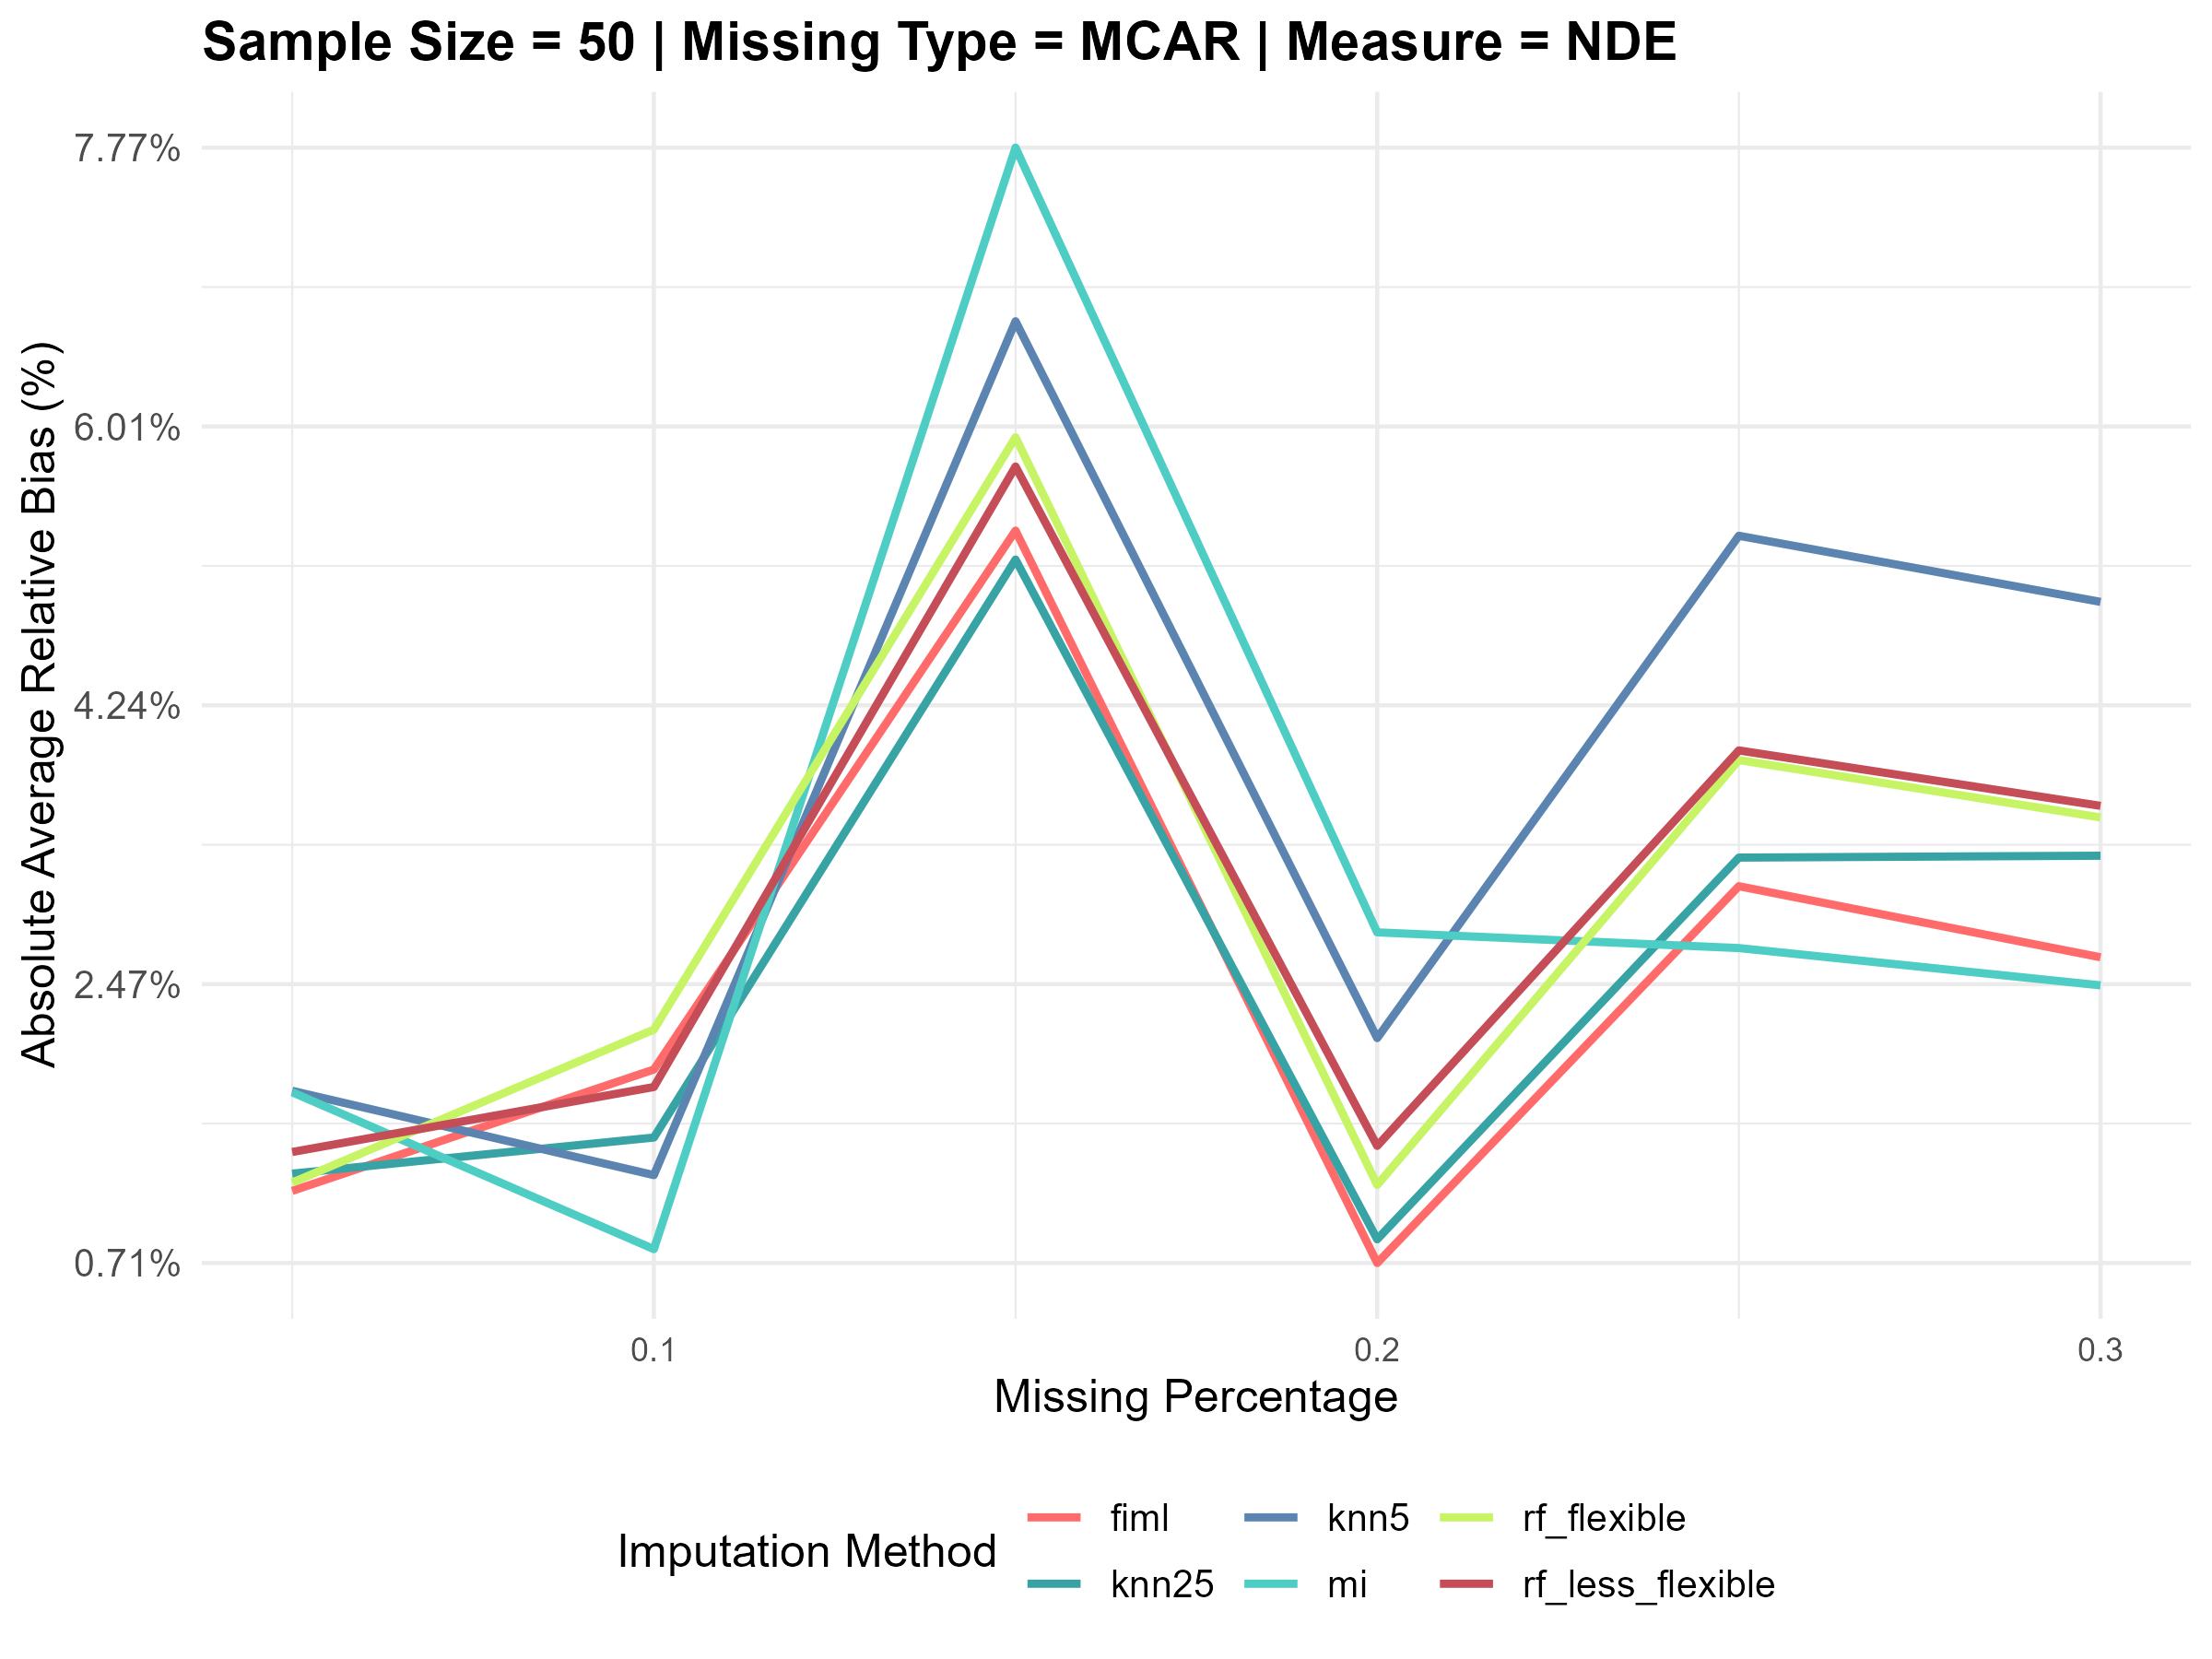 Sample Size = 50 | Missing Type = MCAR | Measure = NDE
Absolute Average Relative Bias (%)
7.77%
6.01%
4.24%
2.47%
0.71%
0.1
0.2
0.3
Missing Percentage
Imputation Method
fiml
knn5
rf_flexible
knn25
mi
rf_less_flexible